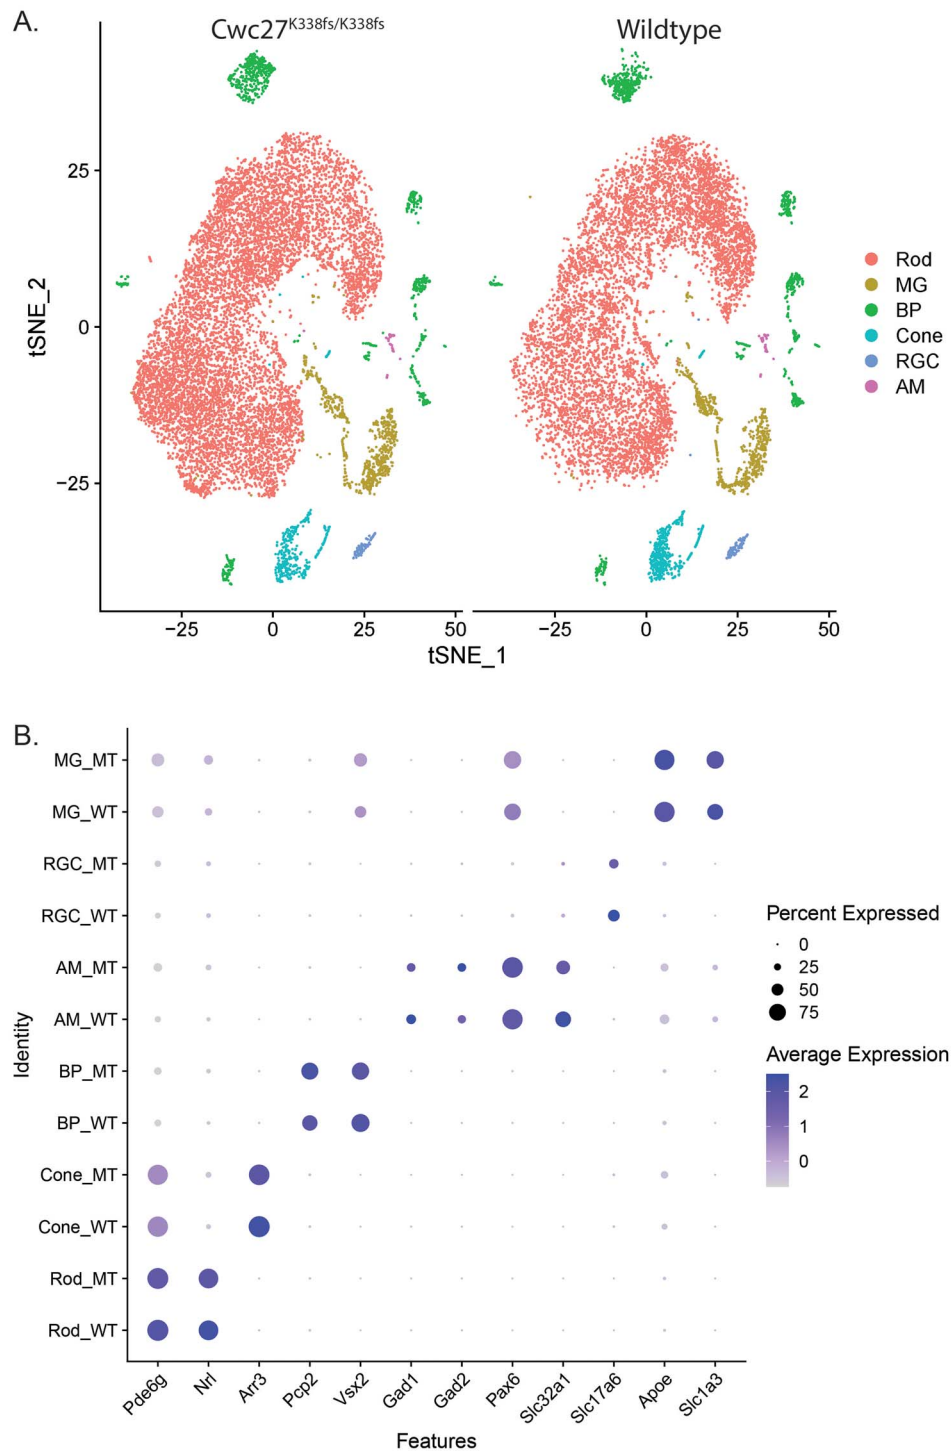 A.
Cwc27K338fs/K338fs
Wildtype
tSNE_2
25
0
−25
−25
0
25
50
−25
0
25
50
tSNE_1
Rod
MG
BP
Cone
RGC
AM
B.
Identity
MG_MT
MG_WT
RGC_MT
RGC_WT
AM_MT
AM_WT
BP_MT
BP_WT
Cone_MT
Cone_WT
Rod_MT
Rod_WT
Pde6g
Nrl
Arr3
Pcp2
Vsx2
Gad1
Gad2
Pax6
Slc32a1
Slc17a6
Apoe
Slc1a3
Features
Percent Expressed
0
25
50
75
Average Expression
2
1
0